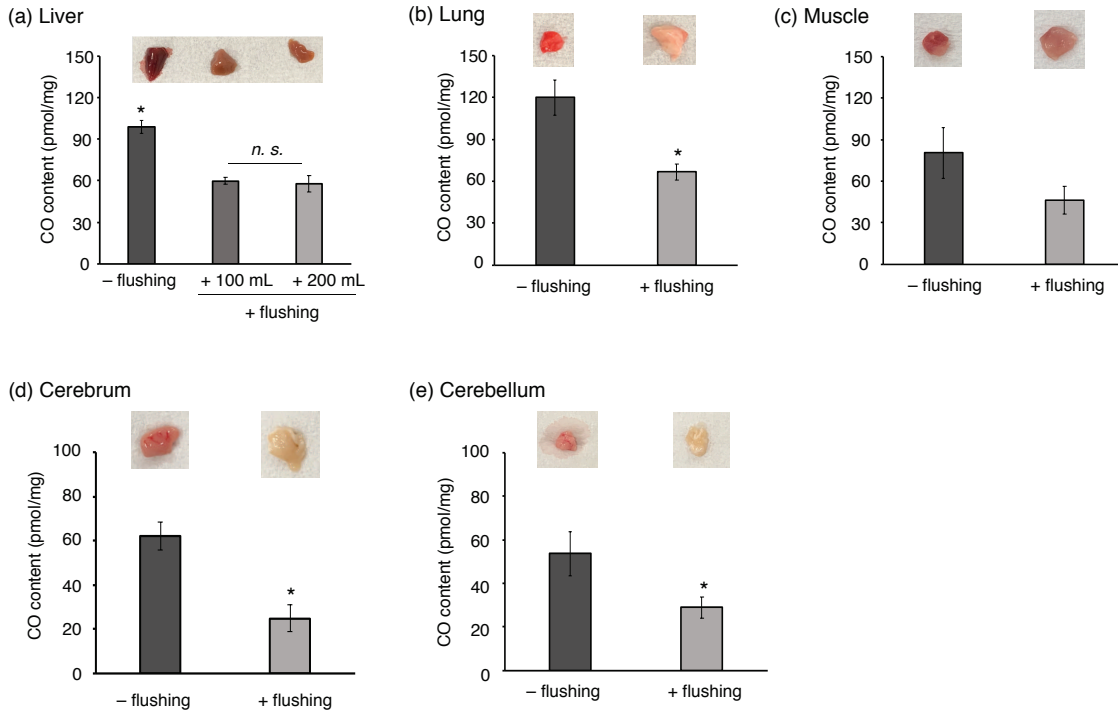 (a) Liver
150
120
90
60
30
0
CO content (pmol/mg)
*
n. s.
– flushing
+ 100 mL
+ 200 mL
+ flushing
(b) Lung
150
120
90
60
30
0
CO content (pmol/mg)
*
– flushing
+ flushing
(c) Muscle
150
120
90
60
30
0
CO content (pmol/mg)
– flushing
+ flushing
(d) Cerebrum
100
80
60
40
20
0
CO content (pmol/mg)
*
– flushing
+ flushing
(e) Cerebellum
100
80
60
40
20
0
CO content (pmol/mg)
*
– flushing
+ flushing